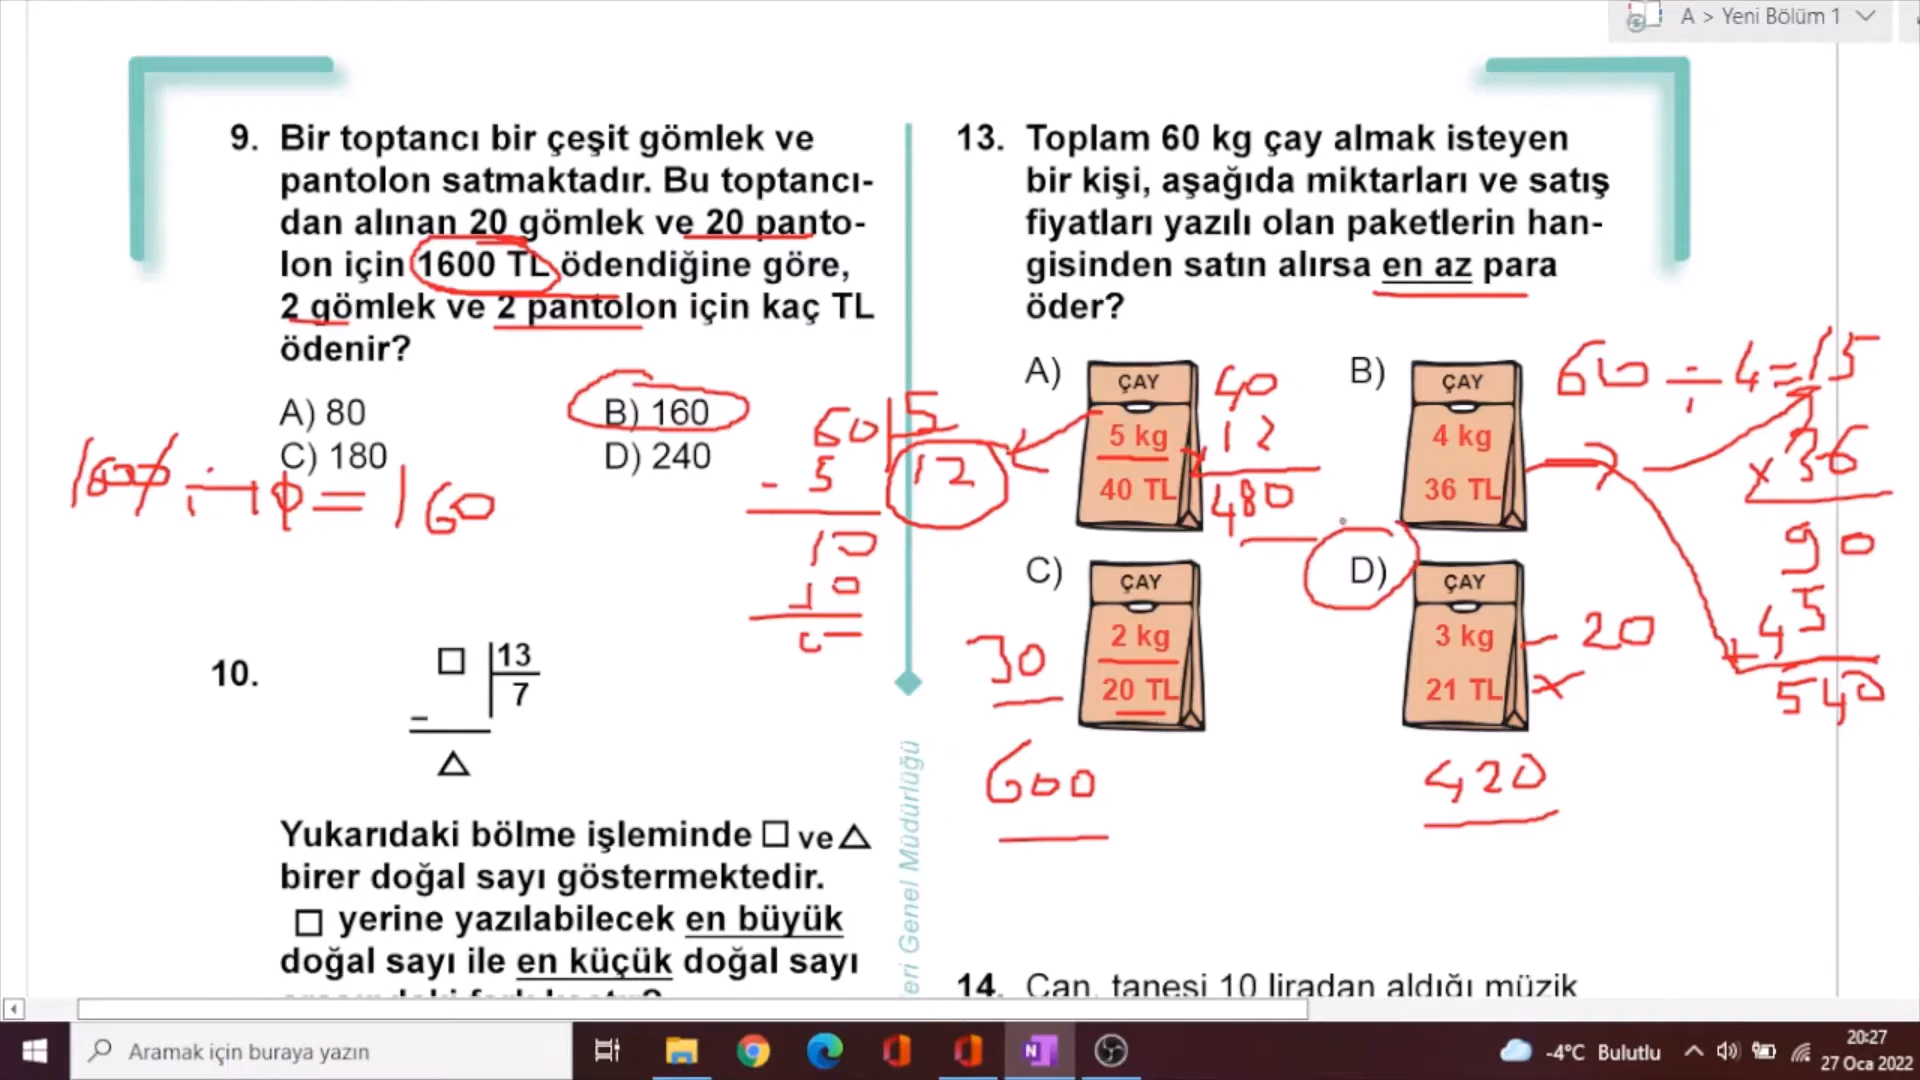 A > Yeni Bölüm 1
9. Bir toptancı bir çeşit gömlek ve
pantolon satmaktadır. Bu toptancı-
dan alınan 20 gömlek ve 20 panto-
lon için 1600 TL ödendiğine göre,
2 gömlek ve 2 pantolon için kaç TL
ödenir?
A) 80
B) 160
C) 180
D) 240
1600 ÷ 10 = 160
10.
□ 13
7
-
△
Yukarıdaki bölme işleminde □ ve △
birer doğal sayı göstermektedir.
□ yerine yazılabilecek en büyük
doğal sayı ile en küçük doğal sayı
13. Toplam 60 kg çay almak isteyen
bir kişi, aşağıda miktarları ve satış
fiyatları yazılı olan paketlerin han-
gisinden satın alırsa en az para
öder?
A)
ÇAY
5 kg
40 TL
60 5
- 5 12
10
10
0
40
12
480
B)
ÇAY
4 kg
36 TL
60 ÷ 4 = 15
x 36
90
+ 45
540
C)
ÇAY
2 kg
20 TL
30
600
D)
ÇAY
3 kg
21 TL
- 20
x
420
eri Genel Müdürlüğü
14. Can, tanesi 10 liradan aldığı müzik
Aramak için buraya yazın
-4°C Bulutlu
20:27
27 Oca 2022